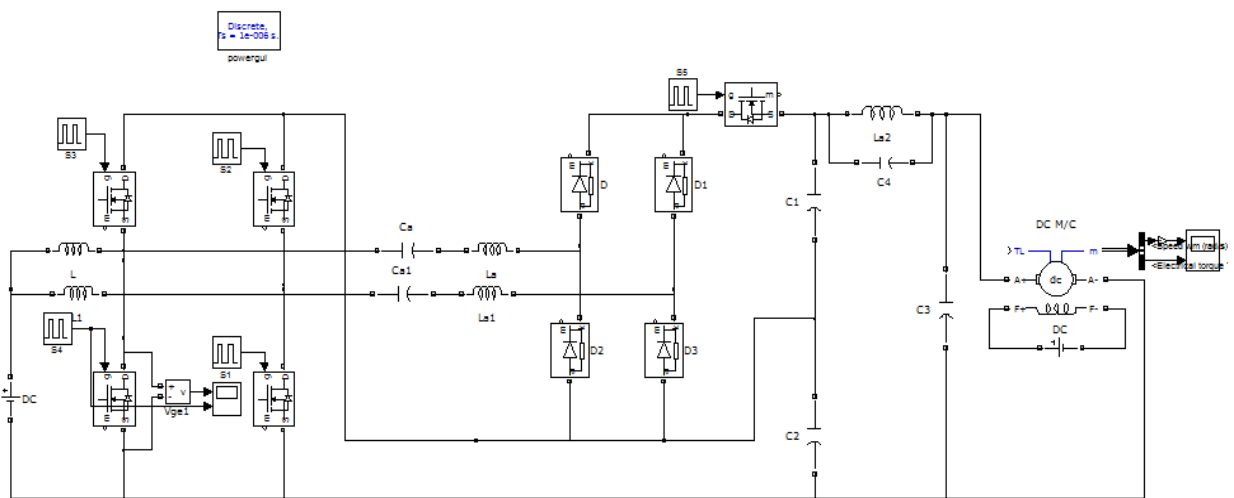 Discrete,
Ts = 1e-006 s.
powergui
S3
S2
S5
g
m
D
S
g
D
m
S
g
D
m
S
La2
C4
D
D1
m
m
C1
Ca
L
La
Ca1
L1
La1
DC M/C
TL
m
<Speed wm (rad/s)
<Electrical torque
A+
dc
A-
F+
F-
DC
C3
S4
S1
D2
D3
m
m
DC
g
D
m
S
+
-
v
Vge1
g
D
m
S
C2